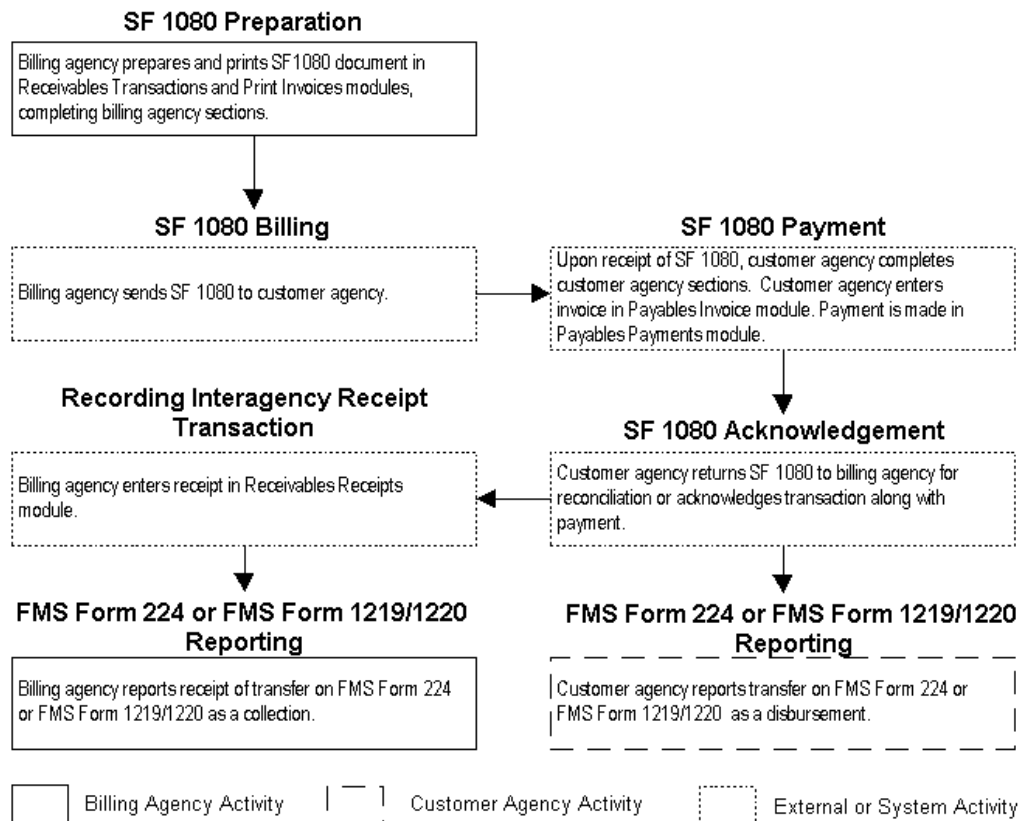 SF 1080 Preparation
Billing agency prepares and prints SF1080 document in
Receivables Transactions and Print Invoices modules,
completing billing agency sections.
SF 1080 Billing
Billing agency sends SF 1080 to customer agency.
SF 1080 Payment
Upon receipt of SF 1080, customer agency completes
customer agency sections. Customer agency enters
invoice in Payables Invoice module. Payment is made in
Payables Payments module.
Recording Interagency Receipt
Transaction
Billing agency enters receipt in Receivables Receipts
module.
SF 1080 Acknowledgement
Customer agency returns SF 1080 to billing agency for
reconciliation or acknowledges transaction along with
payment.
FMS Form 224 or FMS Form 1219/1220
Reporting
Billing agency reports receipt of transfer on FMS Form 224
or FMS Form 1219/1220 as a collection.
FMS Form 224 or FMS Form 1219/1220
Reporting
Customer agency reports transfer on FMS Form 224 or
FMS Form 1219/1220 as a disbursement.
Billing Agency Activity
Customer Agency Activity
External or System Activity